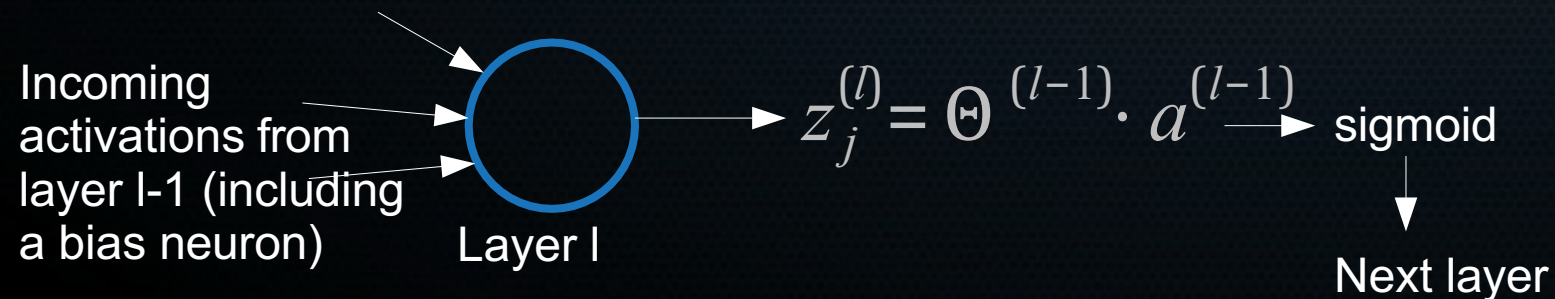 Incoming
activations from
layer l-1 (including
a bias neuron)
Layer l
z_j^{(l)} = Θ^{(l-1)} · a^{(l-1)}
sigmoid
Next layer